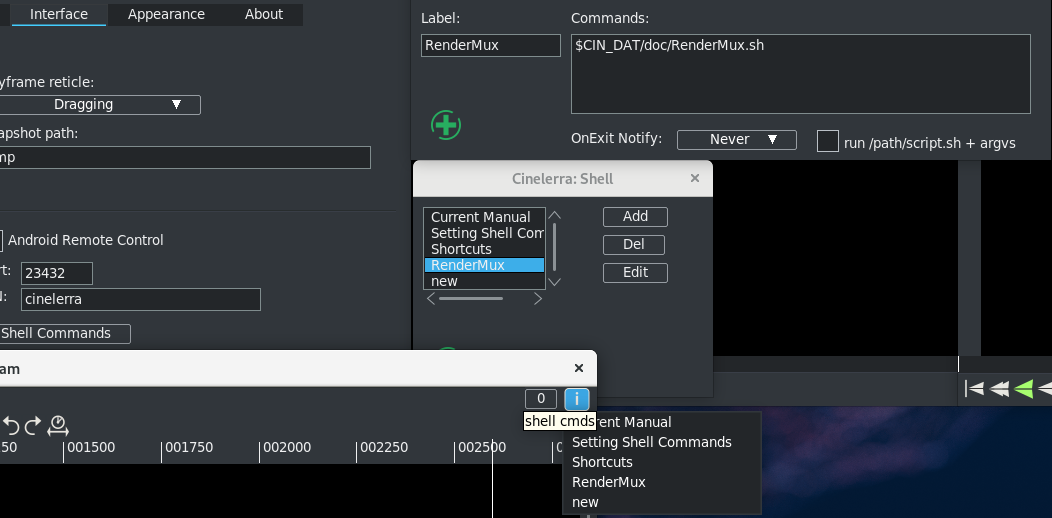 Interface
Appearance
About
yframe reticle:
Dragging
apshot path:
mp
Android Remote Control
rt:
23432
N:
cinelerra
Shell Commands
Label:
Commands:
RenderMux
$CIN_DAT/doc/RenderMux.sh
OnExit Notify:
Never
run /path/script.sh + argvs
Cinelerra: Shell
Current Manual
Setting Shell Com
Shortcuts
RenderMux
new
Add
Del
Edit
am
0
i
shell cmds
50
001500
001750
002000
002250
002500
0
rent Manual
Setting Shell Commands
Shortcuts
RenderMux
new